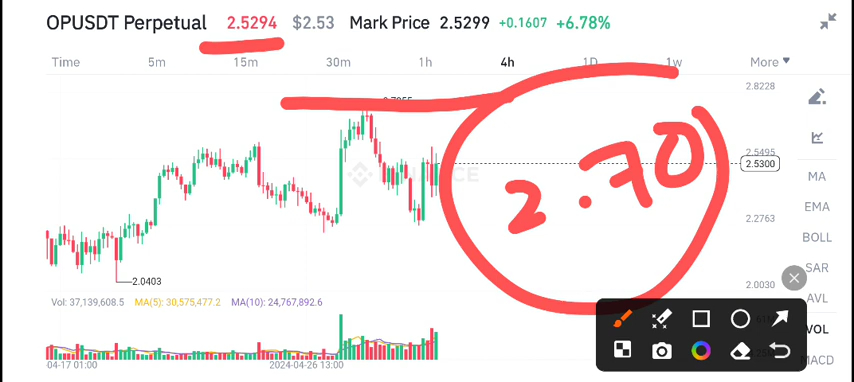 OPUSDT Perpetual 2.5294 $2.53 Mark Price 2.5299 +0.1607 +6.78%
Time 5m 15m 30m 1h 4h 1D 1w More
2.8228
2.5495
2.5300
2.70
BINANCE
MA
EMA
2.2763
BOLL
SAR
2.0403
2.0030
AVL
Vol: 37,139,608.5 MA(5): 30,575,477.2 MA(10): 24,767,892.6
VOL
MACD
04-17 01:00 2024-04-26 13:00